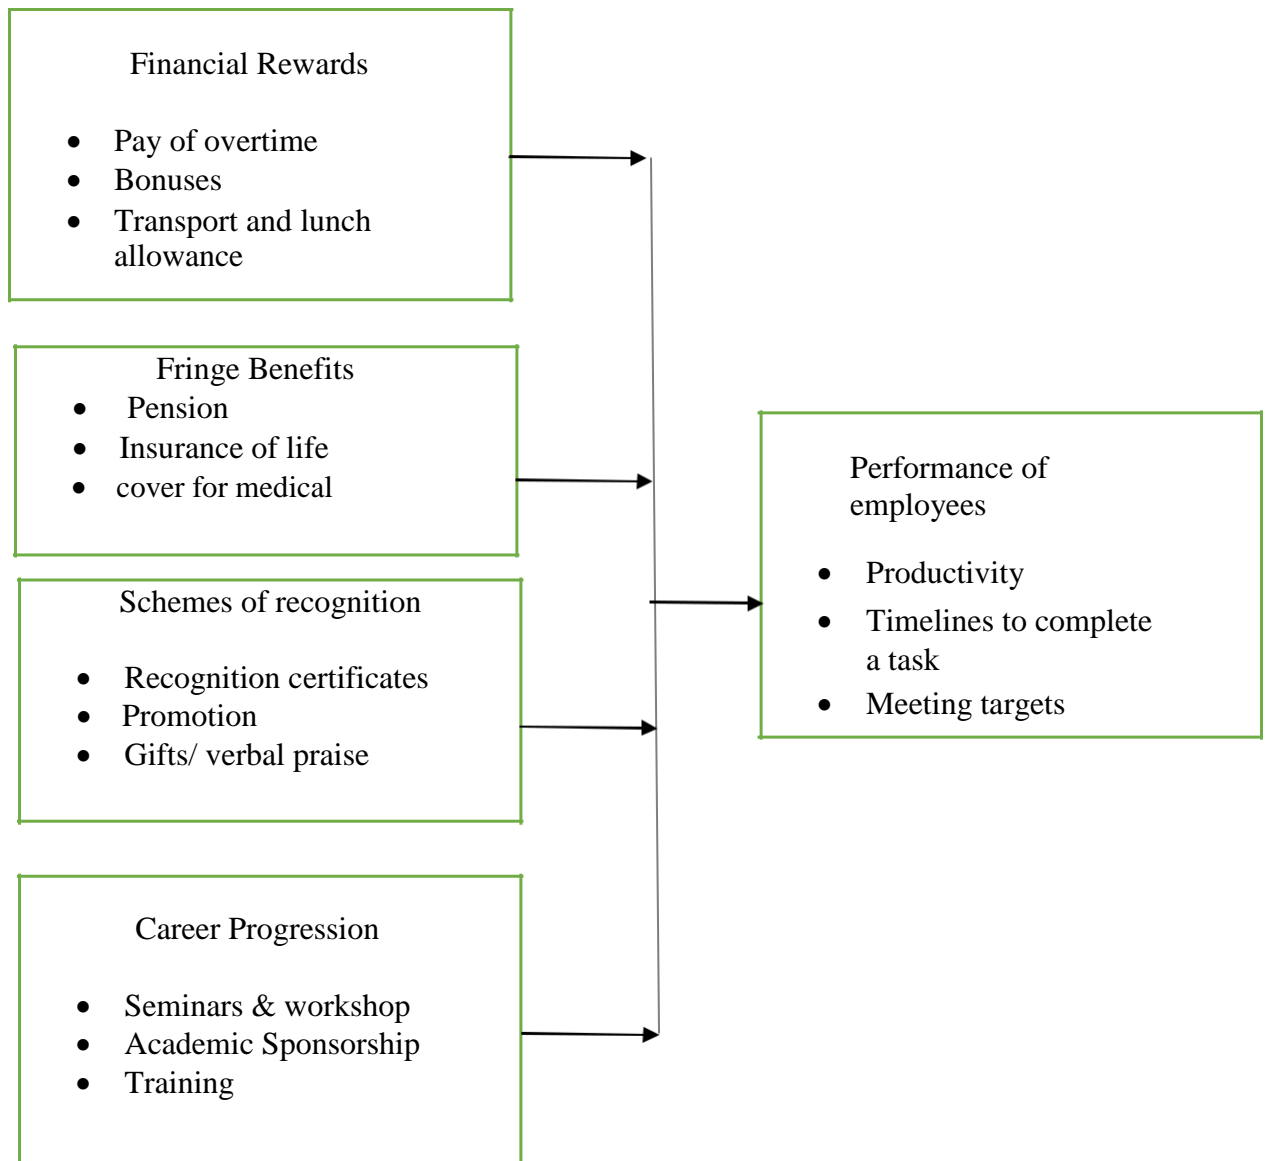 Financial Rewards
• Pay of overtime
• Bonuses
• Transport and lunch
allowance
Fringe Benefits
• Pension
• Insurance of life
• cover for medical
Schemes of recognition
• Recognition certificates
• Promotion
• Gifts/ verbal praise
Career Progression
• Seminars & workshop
• Academic Sponsorship
• Training
Performance of
employees
• Productivity
• Timelines to complete
a task
• Meeting targets